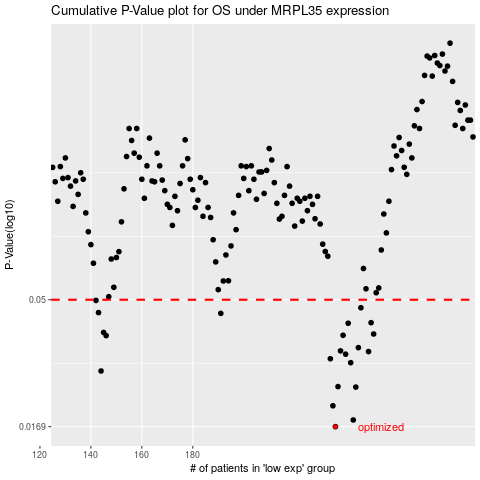 Cumulative P-Value plot for OS under MRPL35 expression
P-Value(log10)
0.05
0.0169
optimized
120 140 160 180
# of patients in 'low exp' group